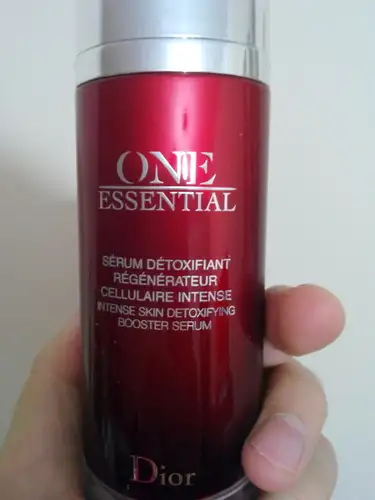 ONE
ESSENTIAL
SÉRUM DÉTOXIFIANT
RÉGÉNÉRATEUR
CELLULAIRE INTENSE
INTENSE SKIN DETOXIFYING
BOOSTER SERUM
Dior